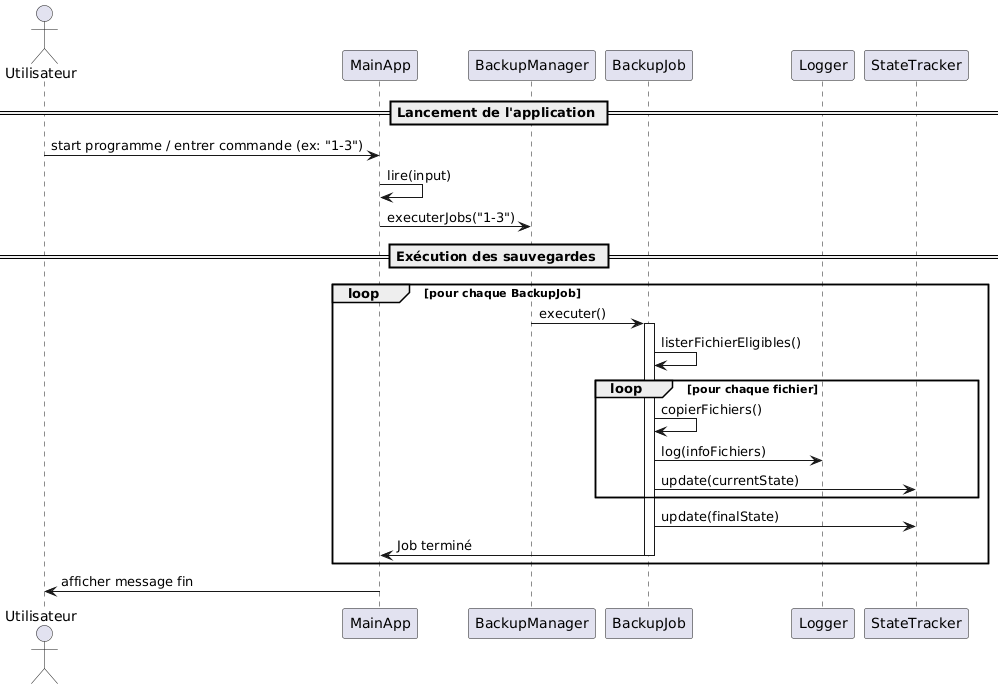 Utilisateur
MainApp
BackupManager
BackupJob
Logger
StateTracker
Lancement de l'application
start programme / entrer commande (ex: "1-3")
lire(input)
executerJobs("1-3")
Exécution des sauvegardes
loop [pour chaque BackupJob]
executer()
listerFichierEligibles()
loop [pour chaque fichier]
copierFichiers()
log(infoFichiers)
update(currentState)
update(finalState)
Job terminé
afficher message fin
Utilisateur
MainApp
BackupManager
BackupJob
Logger
StateTracker